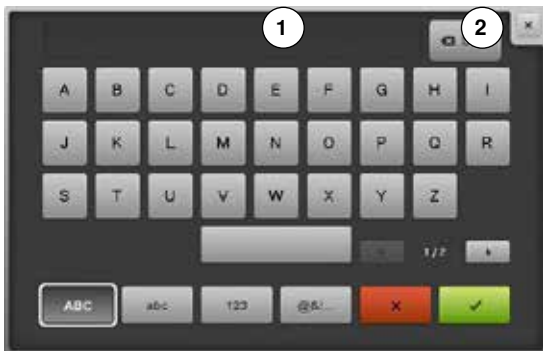 1 2 ×
A B C D E F G H I
J K L M N O P Q R
S T U V W X Y Z
1/2
ABC abc 123 @&!...